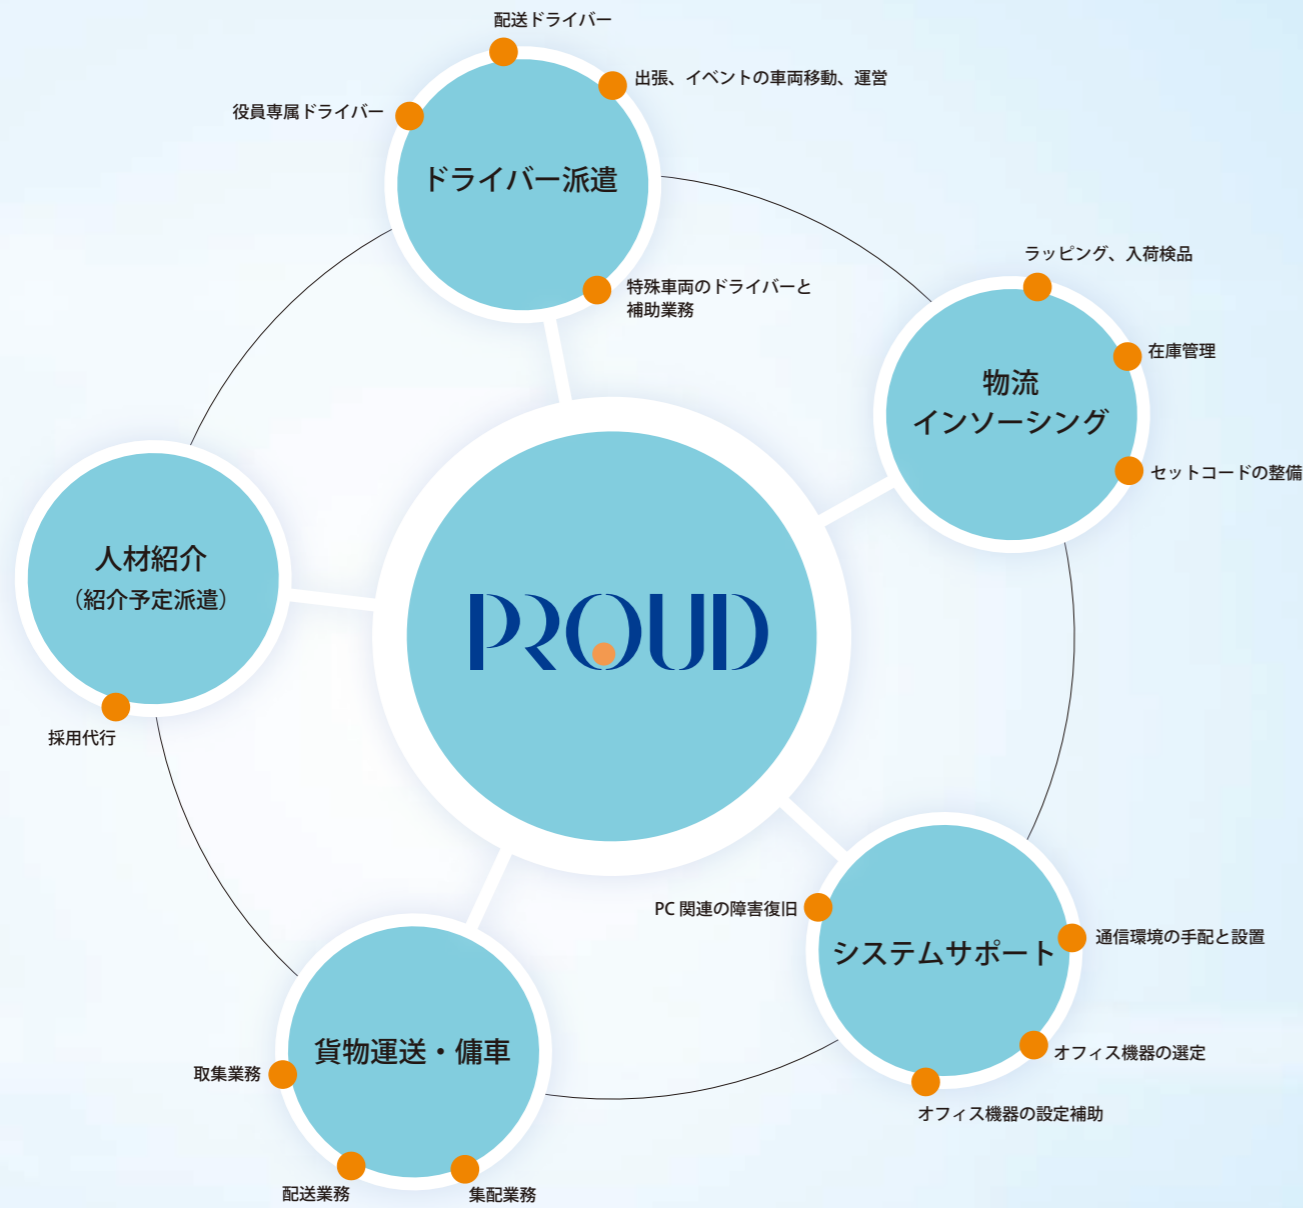 配送ドライバー
出張、イベントの車両移動、運営
役員専属ドライバー
ドライバー派遣
特殊車両のドライバーと
補助業務
ラッピング、入荷検品
在庫管理
物流
インソーシング
セットコードの整備
人材紹介
（紹介予定派遣）
採用代行
PROUD
PC 関連の障害復旧
システムサポート
通信環境の手配と設置
オフィス機器の選定
オフィス機器の設定補助
貨物運送・傭車
取集業務
配送業務
集配業務